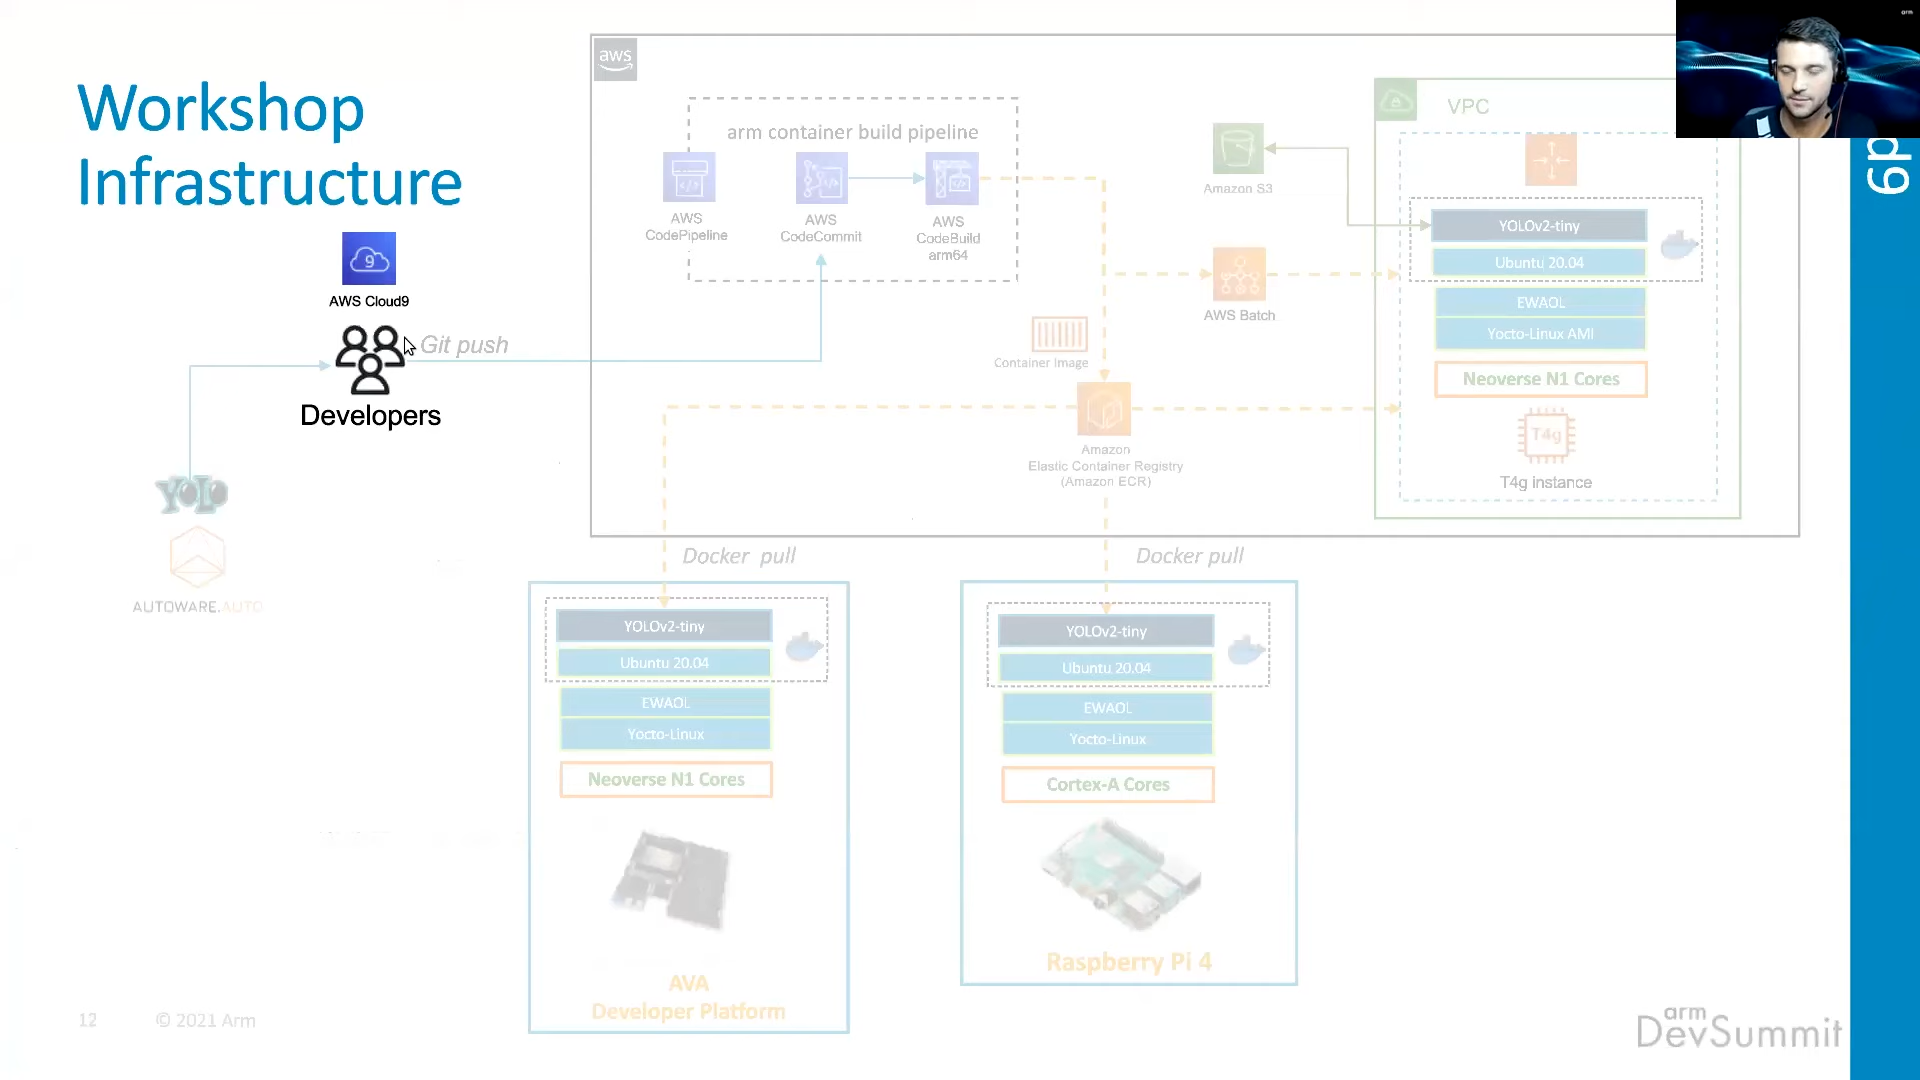 Workshop
Infrastructure
9
AWS Cloud9
Git push
Developers
YOLO
AUTOWARE.AUTO
aws
arm container build pipeline
AWS
CodePipeline
AWS
CodeCommit
AWS
CodeBuild
arm64
Amazon S3
AWS Batch
Container Image
Amazon
Elastic Container Registry
(Amazon ECR)
VPC
YOLOv2-tiny
Ubuntu 20.04
EWAOL
Yocto-Linux AMI
Neoverse N1 Cores
T4g
T4g instance
Docker pull
YOLOv2-tiny
Ubuntu 20.04
EWAOL
Yocto-Linux
Neoverse N1 Cores
AVA
Developer Platform
Docker pull
YOLOv2-tiny
Ubuntu 20.04
EWAOL
Yocto-Linux
Cortex-A Cores
Raspberry Pi 4
12
© 2021 Arm
arm
DevSummit
arm